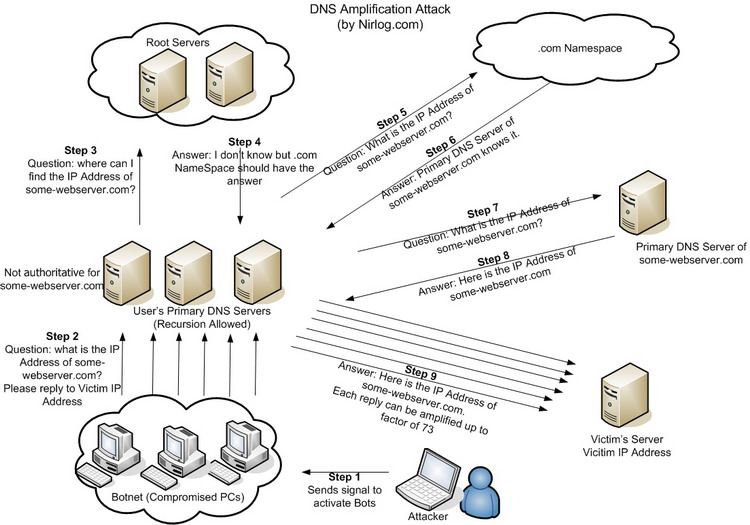 DNS Amplification Attack
(by Nirlog.com)
Root Servers
.com Namespace
Step 3
Question: where can I
find the IP Address of
some-webserver.com?
Step 4
Answer: I don't know but .com
NameSpace should have the
answer
Step 5
Question: What is the IP Address of
some-webserver.com?
Step 6
Answer: Primary DNS Server of
some-webserver.com knows it.
Step 7
Question: What is the IP Address of
some-webserver.com?
Primary DNS Server of
some-webserver.com
Step 8
Answer: Here is the IP Address of
some-webserver.com
Not authoritative for
some-webserver.com
User's Primary DNS Servers
(Recursion Allowed)
Step 2
Question: what is the IP
Address of some-
webserver.com?
Please reply to Victim IP
Address
Step 9
Answer: Here is the IP Address of
some-webserver.com.
Each reply can be amplified up to
factor of 73
Victim's Server
Vicitim IP Address
Botnet (Compromised PCs)
Step 1
Sends signal to
activate Bots
Attacker